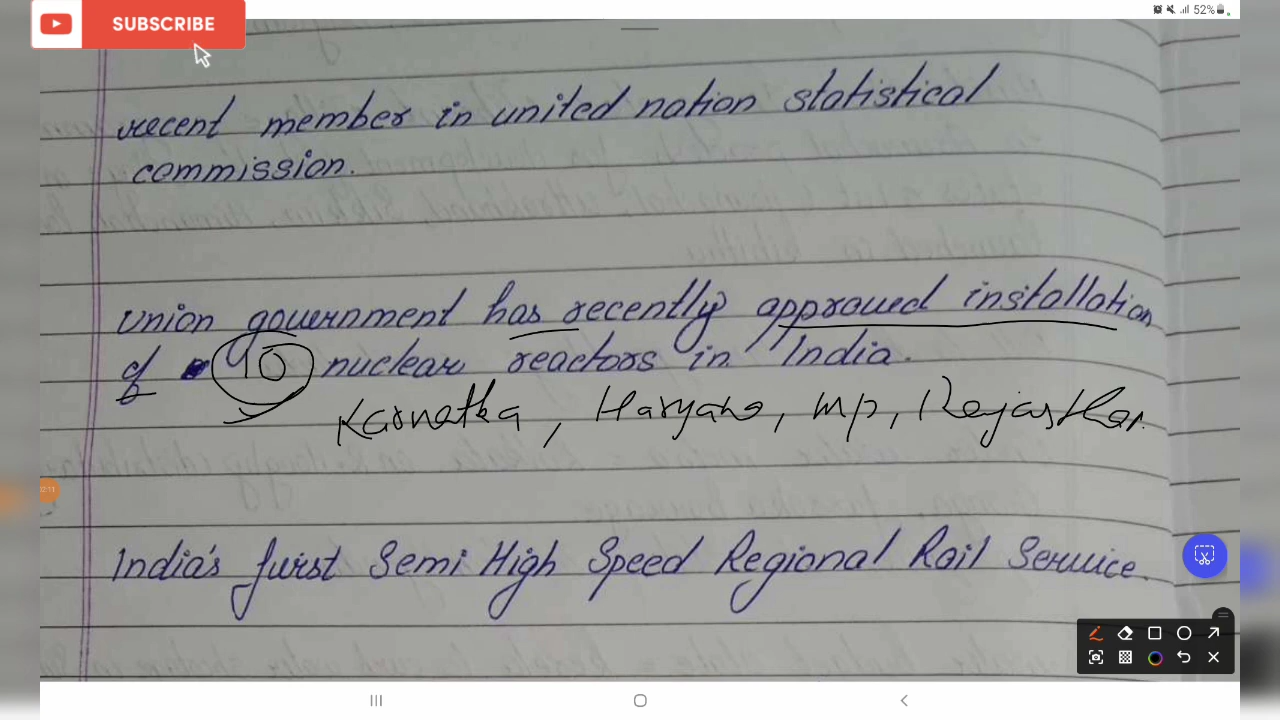 SUBSCRIBE
52%
recent member in united nation statistical
commission.
Union government has recently approved installation
of 10 nuclear reactors in India.
Karnatka, Haryana, MP, Rajasthan
India's first Semi High Speed Regional Rail Service.